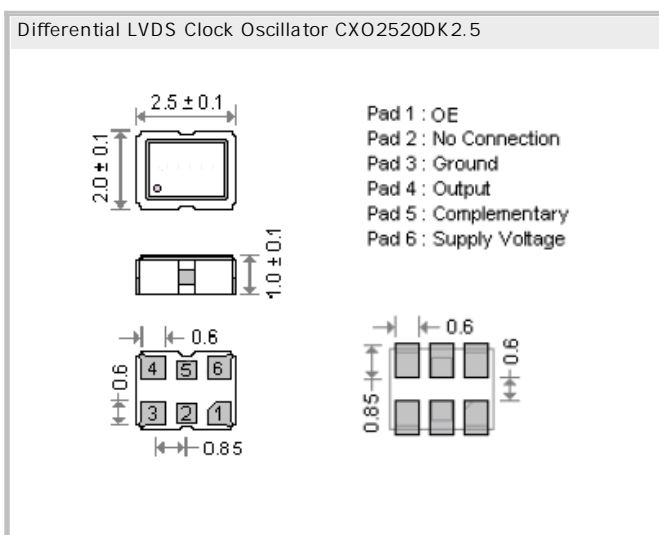 Differential LVDS Clock Oscillator CXO2520DK2.5
2.5 ± 0.1
2.0 ± 0.1
1.0 ± 0.1
Pad 1 : OE
Pad 2 : No Connection
Pad 3 : Ground
Pad 4 : Output
Pad 5 : Complementary
Pad 6 : Supply Voltage
0.6
0.6
4 5 6
3 2 1
0.85
0.6
0.6
0.85